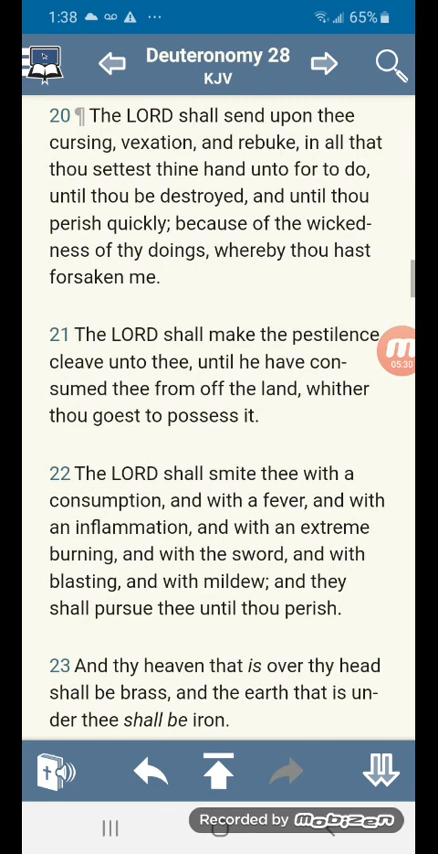 1:38 ... 65%
Deuteronomy 28
KJV
20 ¶ The LORD shall send upon thee
cursing, vexation, and rebuke, in all that
thou settest thine hand unto for to do,
until thou be destroyed, and until thou
perish quickly; because of the wicked-
ness of thy doings, whereby thou hast
forsaken me.
21 The LORD shall make the pestilence
cleave unto thee, until he have con-
sumed thee from off the land, whither
thou goest to possess it.
05:30
22 The LORD shall smite thee with a
consumption, and with a fever, and with
an inflammation, and with an extreme
burning, and with the sword, and with
blasting, and with mildew; and they
shall pursue thee until thou perish.
23 And thy heaven that is over thy head
shall be brass, and the earth that is un-
der thee shall be iron.
Recorded by mobizen